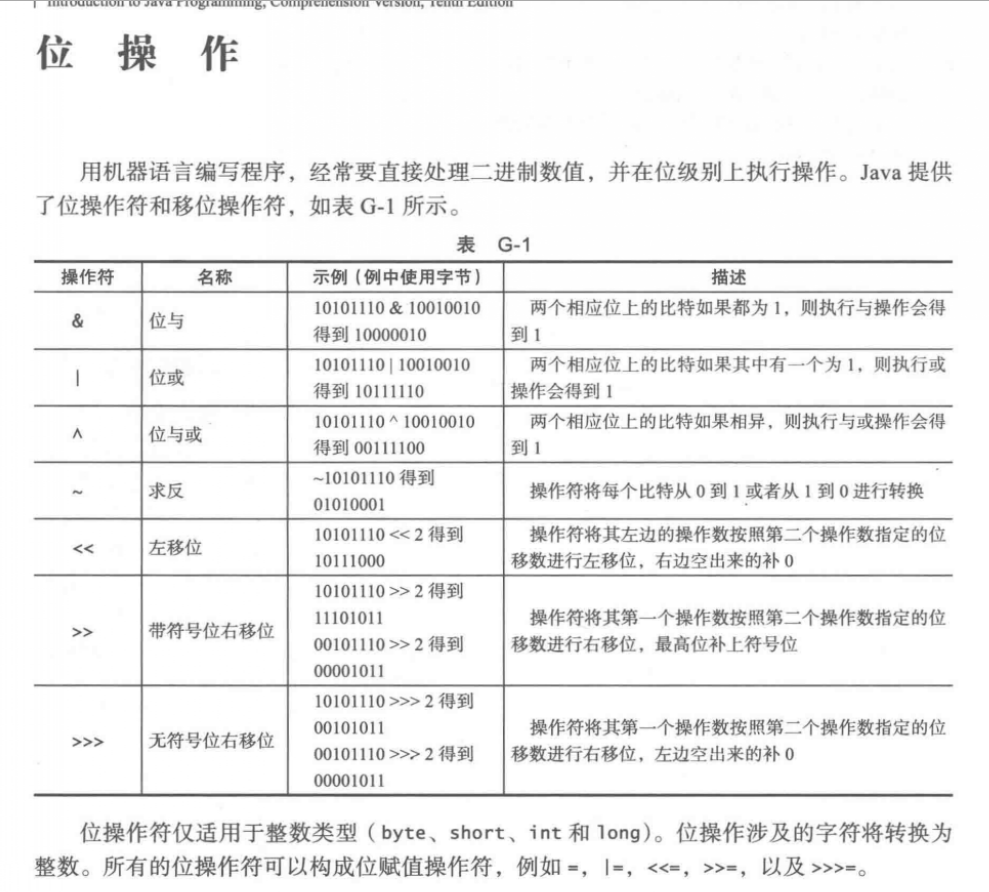 Introduction to Java Programming, Comprehension Version, Tenth Edition
位 操 作
用机器语言编写程序，经常要直接处理二进制数值，并在位级别上执行操作。Java 提供
了位操作符和移位操作符，如表 G-1 所示。
表 G-1
操作符 名称 示例（例中使用字节） 描述
& 位与 10101110 & 10010010 两个相应位上的比特如果都为 1，则执行与操作会得
得到 10000010 到 1
| 位或 10101110 | 10010010 两个相应位上的比特如果其中有一个为 1，则执行或
得到 10111110 操作会得到 1
^ 位与或 10101110 ^ 10010010 两个相应位上的比特如果相异，则执行与或操作会得
得到 00111100 到 1
~ 求反 ~10101110 得到 操作符将每个比特从 0 到 1 或者从 1 到 0 进行转换
01010001
<< 左移位 10101110 << 2 得到 操作符将其左边的操作数按照第二个操作数指定的位
10111000 移数进行左移位，右边空出来的补 0
>> 带符号位右移位 10101110 >> 2 得到
11101011 操作符将其第一个操作数按照第二个操作数指定的位
00101110 >> 2 得到 移数进行右移位，最高位补上符号位
00001011
>>> 无符号位右移位 10101110 >>> 2 得到
00101011 操作符将其第一个操作数按照第二个操作数指定的位
00101110 >>> 2 得到 移数进行右移位，左边空出来的补 0
00001011
位操作符仅适用于整数类型（byte、short、int 和 long）。位操作涉及的字符将转换为
整数。所有的位操作符可以构成位赋值操作符，例如 =，|=，<<=，>>=，以及 >>>=。